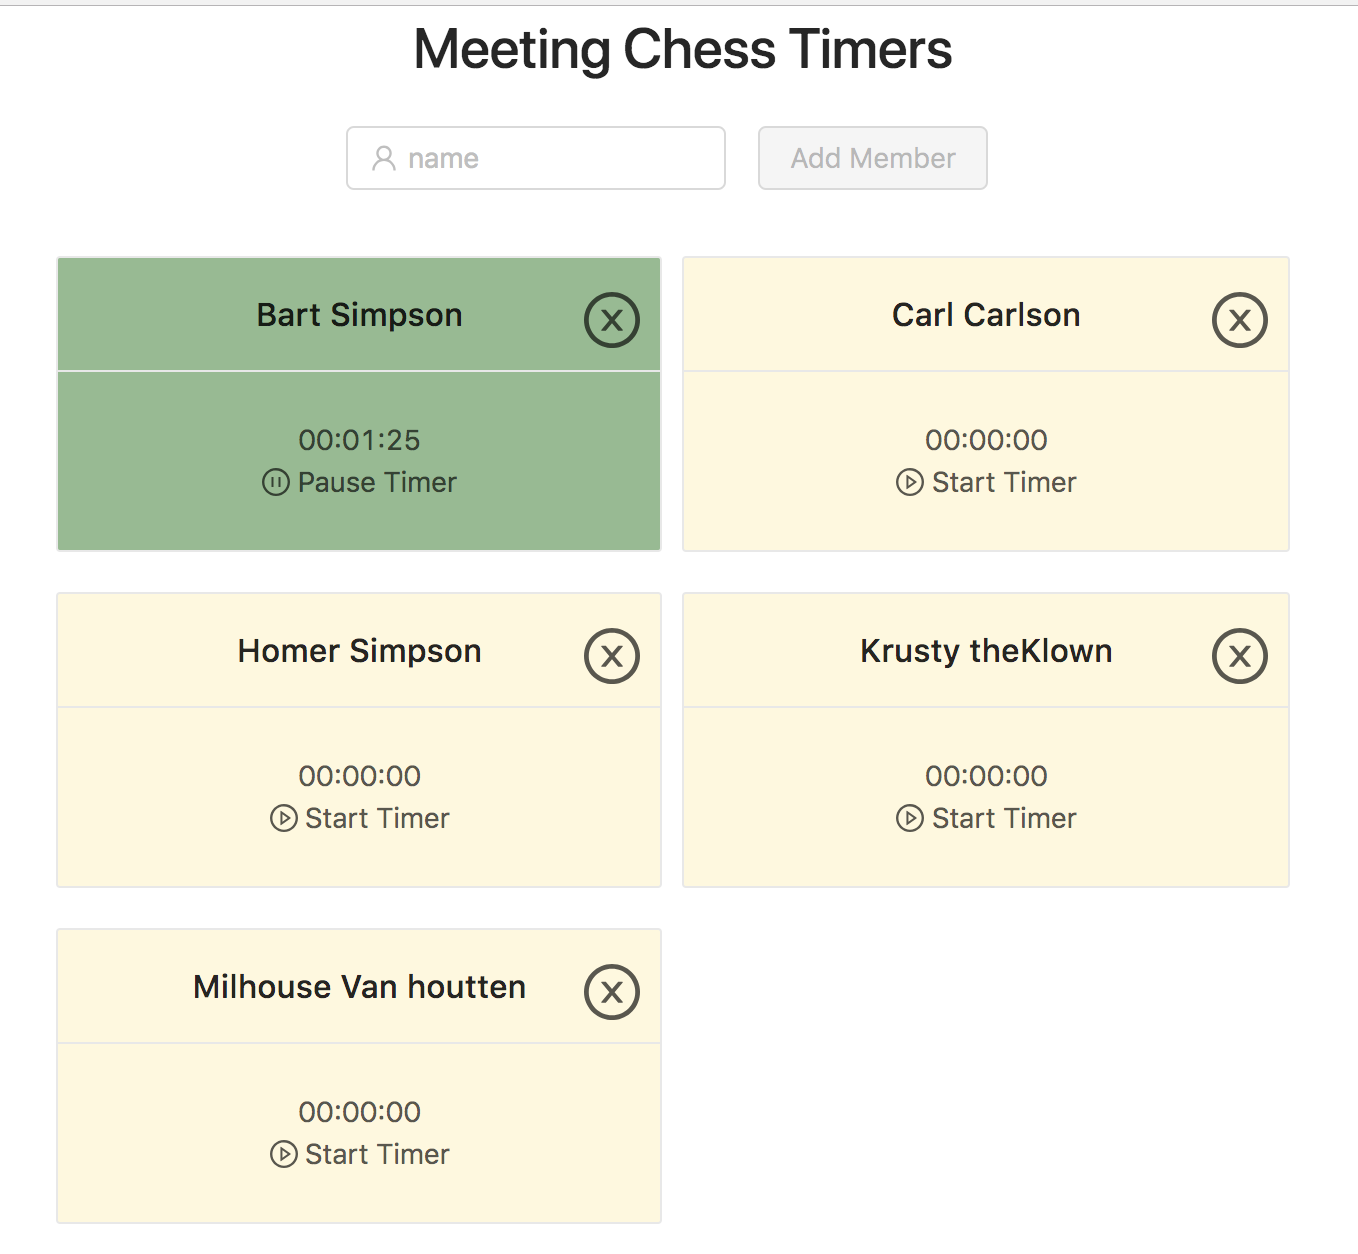 Meeting Chess Timers
name
Add Member
Bart Simpson
X
00:01:25
Pause Timer
Carl Carlson
X
00:00:00
Start Timer
Homer Simpson
X
00:00:00
Start Timer
Krusty theKlown
X
00:00:00
Start Timer
Milhouse Van houtten
X
00:00:00
Start Timer